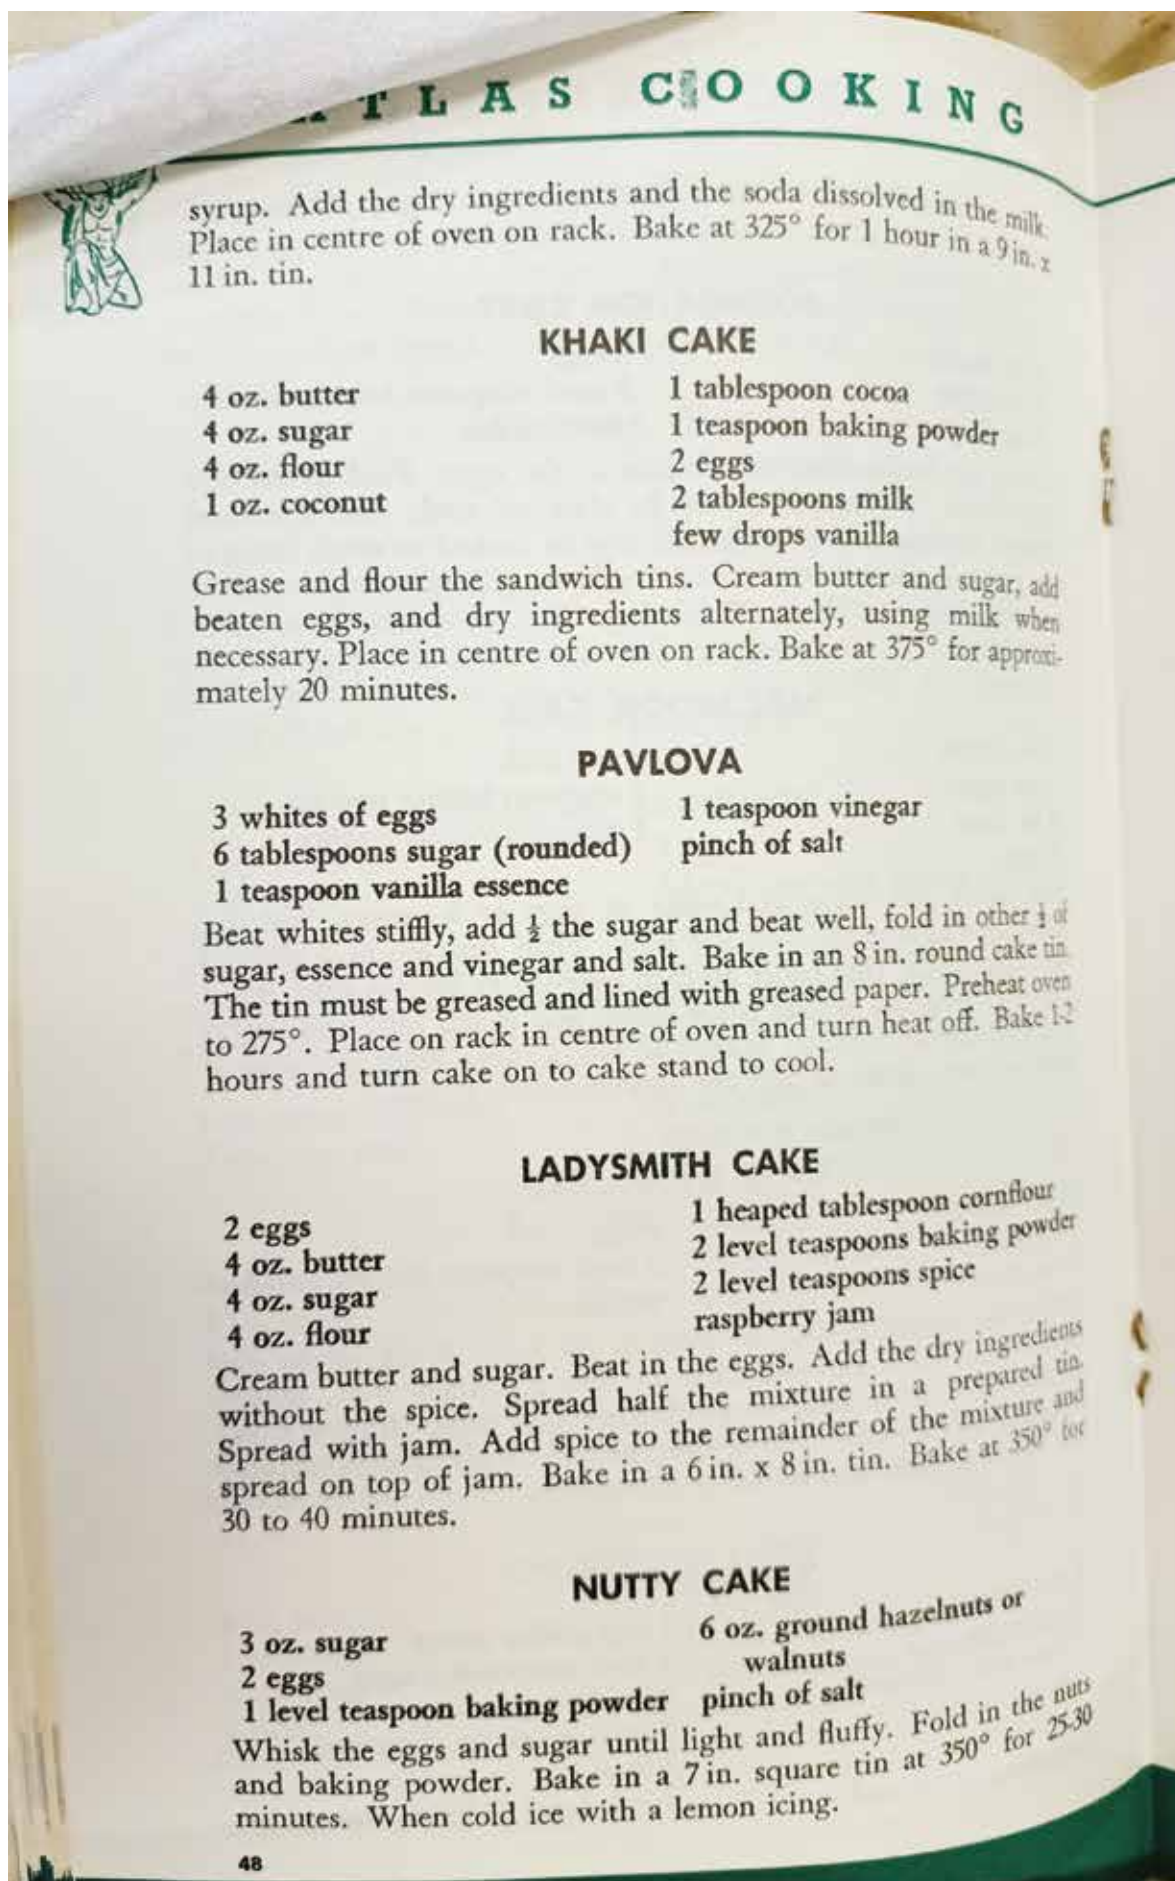 ATLAS COOKING
syrup. Add the dry ingredients and the soda dissolved in the milk.
Place in centre of oven on rack. Bake at 325° for 1 hour in a 9 in. x
11 in. tin.
KHAKI CAKE
4 oz. butter
4 oz. sugar
4 oz. flour
1 oz. coconut
1 tablespoon cocoa
1 teaspoon baking powder
2 eggs
2 tablespoons milk
few drops vanilla
Grease and flour the sandwich tins. Cream butter and sugar, add
beaten eggs, and dry ingredients alternately, using milk when
necessary. Place in centre of oven on rack. Bake at 375° for approxi-
mately 20 minutes.
PAVLOVA
3 whites of eggs
6 tablespoons sugar (rounded)
1 teaspoon vanilla essence
1 teaspoon vinegar
pinch of salt
Beat whites stiffly, add ½ the sugar and beat well, fold in other ½ of
sugar, essence and vinegar and salt. Bake in an 8 in. round cake tin.
The tin must be greased and lined with greased paper. Preheat oven
to 275°. Place on rack in centre of oven and turn heat off. Bake 1-2
hours and turn cake on to cake stand to cool.
LADYSMITH CAKE
2 eggs
4 oz. butter
4 oz. sugar
4 oz. flour
1 heaped tablespoon cornflour
2 level teaspoons baking powder
2 level teaspoons spice
raspberry jam
Cream butter and sugar. Beat in the eggs. Add the dry ingredients
without the spice. Spread half the mixture in a prepared tin.
Spread with jam. Add spice to the remainder of the mixture and
spread on top of jam. Bake in a 6 in. x 8 in. tin. Bake at 350° for
30 to 40 minutes.
NUTTY CAKE
3 oz. sugar
2 eggs
1 level teaspoon baking powder
6 oz. ground hazelnuts or
walnuts
pinch of salt
Whisk the eggs and sugar until light and fluffy. Fold in the nuts
and baking powder. Bake in a 7 in. square tin at 350° for 25-30
minutes. When cold ice with a lemon icing.
48